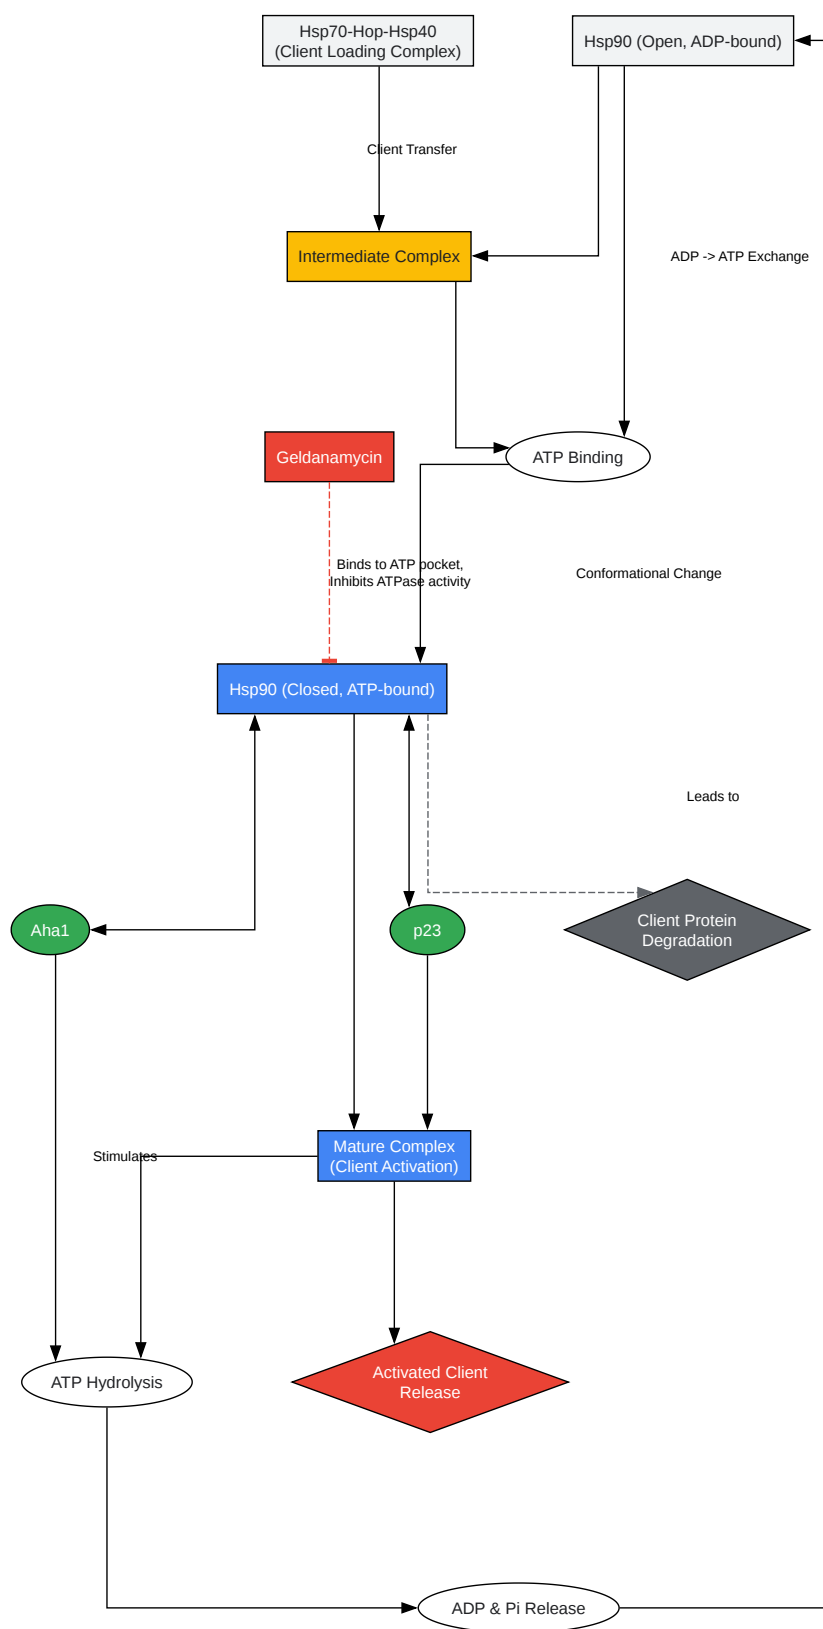 Hsp70-Hop-Hsp40
(Client Loading Complex)
Hsp90 (Open, ADP-bound)
Client Transfer
Intermediate Complex
ADP -> ATP Exchange
Geldanamycin
ATP Binding
Binds to ATP pocket,
Inhibits ATPase activity
Conformational Change
Hsp90 (Closed, ATP-bound)
Leads to
Aha1
p23
Client Protein
Degradation
Stimulates
Mature Complex
(Client Activation)
ATP Hydrolysis
Activated Client
Release
ADP & Pi Release